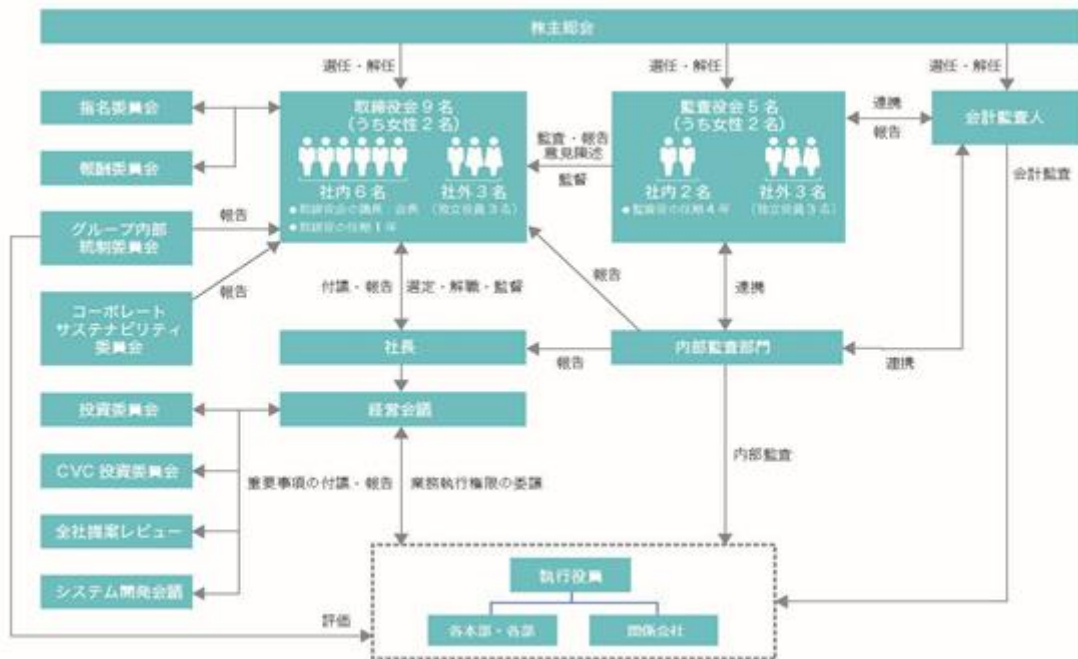 株主総会
選任・解任
選任・解任
選任・解任
指名委員会
報酬委員会
グループ内部
統制委員会
コーポレート
サステナビリティ
委員会
報告
報告
取締役会9名
(うち女性2名)
社内6名
社外3名
(独立役員3名)
●取締役会の議長:会長
●取締役の任期1年
監査・報告
意見陳述
監督
監査役会5名
(うち女性2名)
社内2名
社外3名
(独立役員3名)
●監査役の任期4年
連携
報告
会計監査人
会計監査
付議・報告
選定・解職・監督
報告
連携
社長
報告
内部監査部門
連携
投資委員会
経営会議
CVC 投資委員会
全社提案レビュー
システム開発会議
重要事項の付議・報告
業務執行権限の委譲
内部監査
執行役員
各本部・各部
関係会社
評価